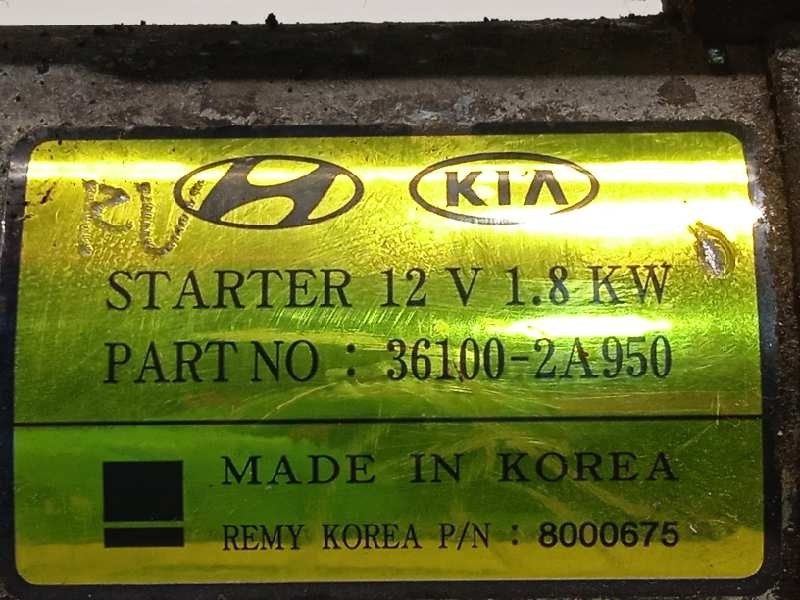 KIA
STARTER 12 V 1.8 KW
PART NO : 36100-2A950
MADE IN KOREA
REMY KOREA P/N : 8000675